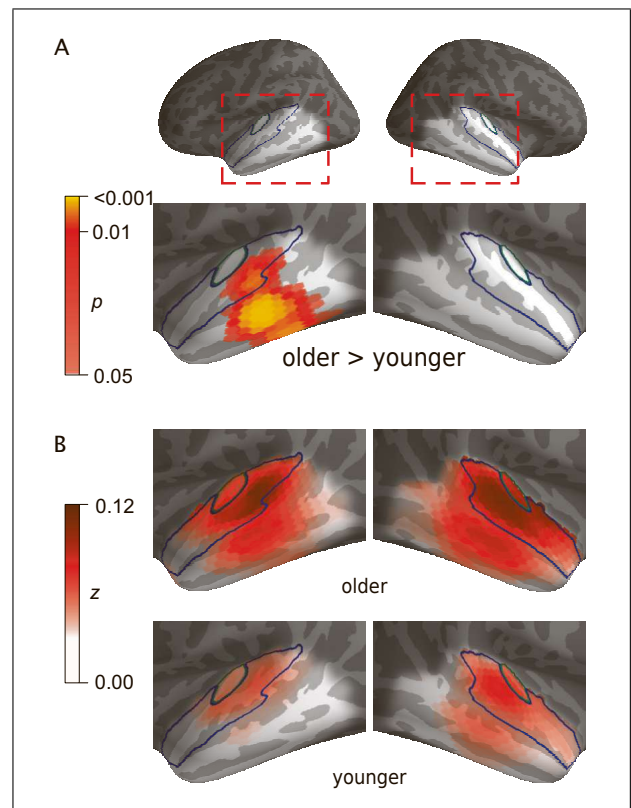 A
<0.001
0.01
p
0.05
older > younger
B
0.12
z
0.00
older
younger